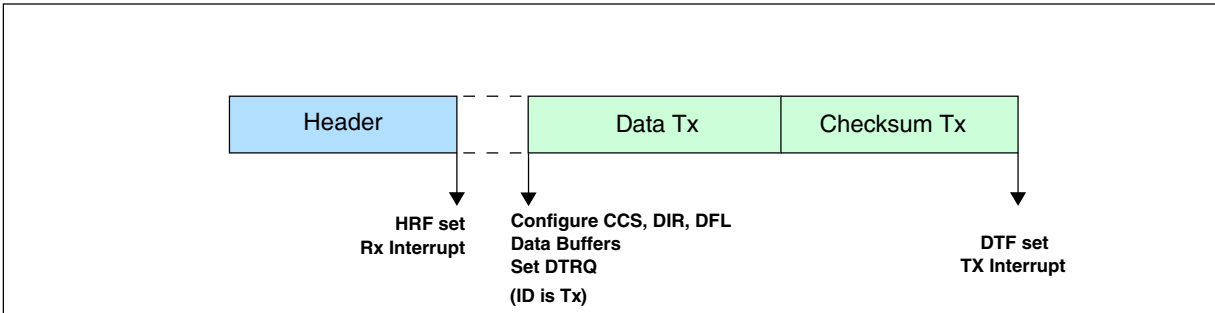 Header
Data Tx
Checksum Tx
HRF set
Rx Interrupt
Configure CCS, DIR, DFL
Data Buffers
Set DTRQ
(ID is Tx)
DTF set
TX Interrupt